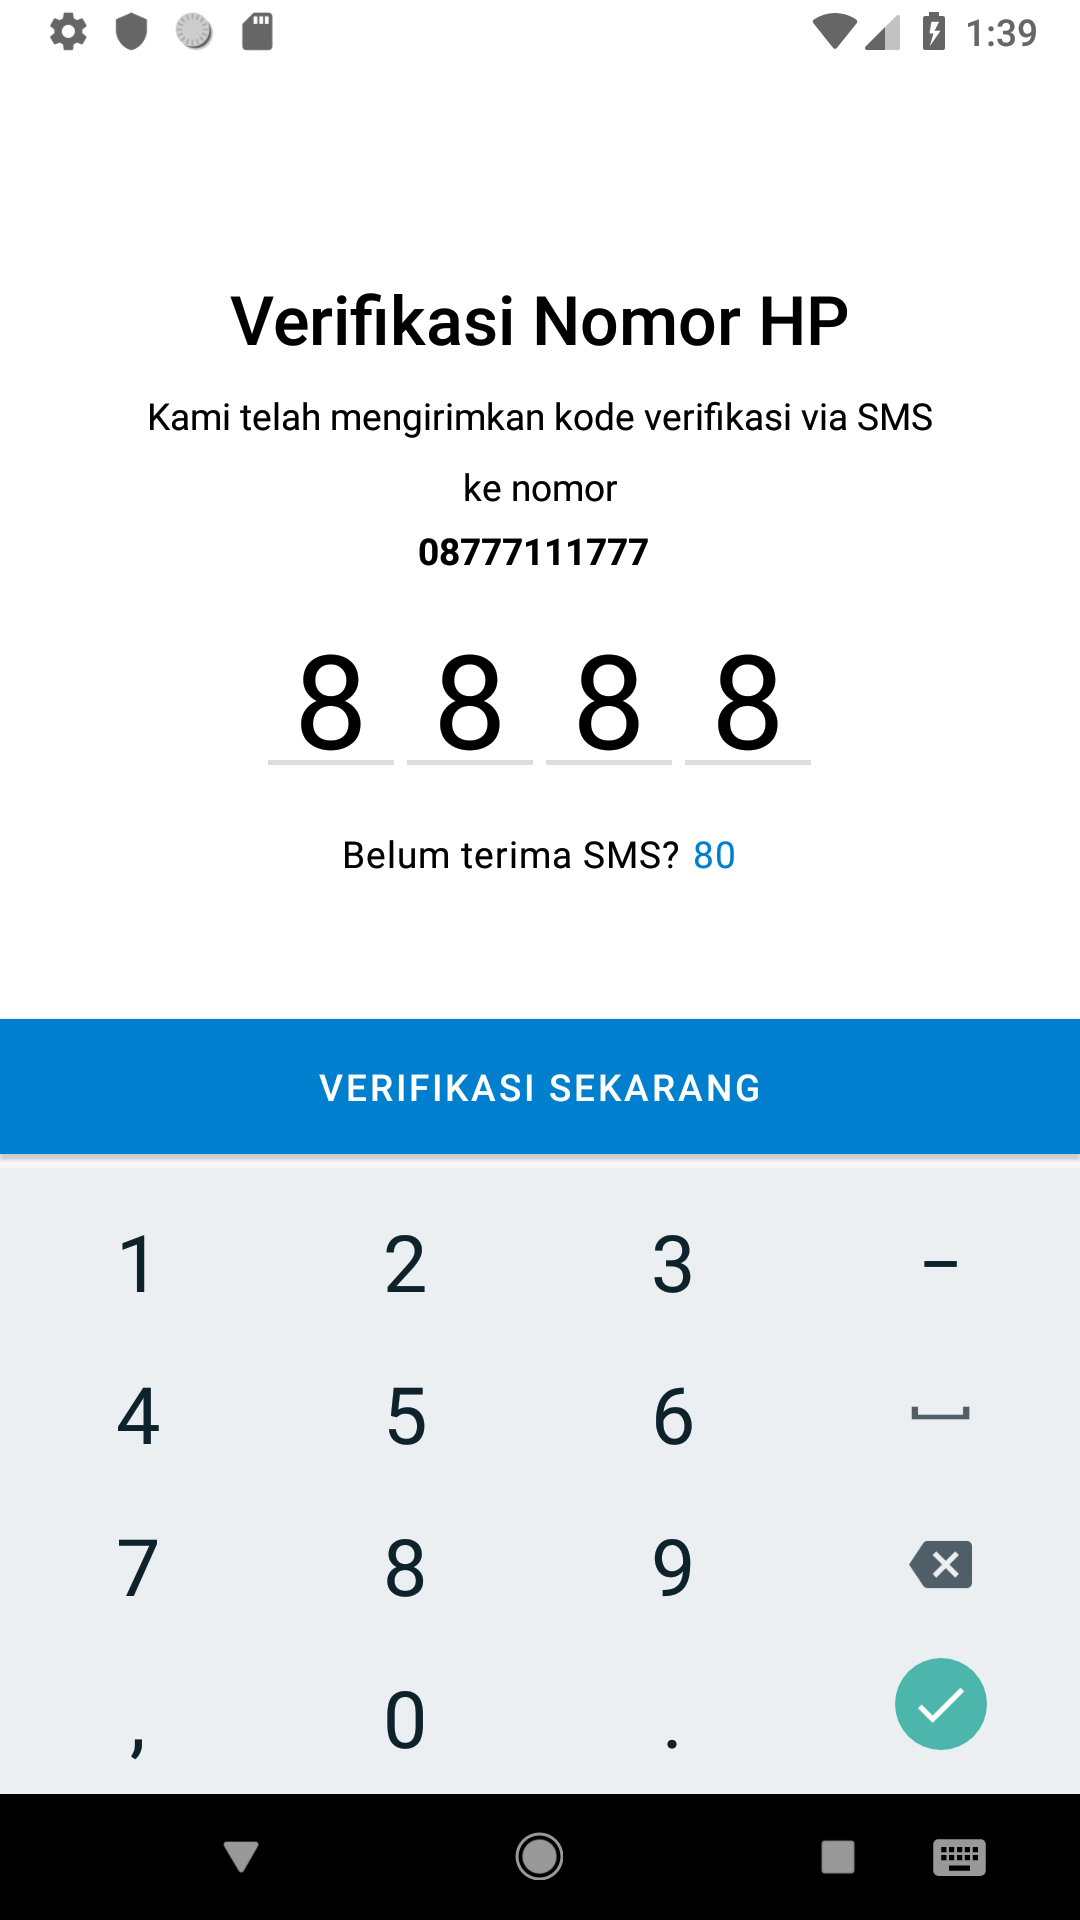 1:39
Verifikasi Nomor HP
Kami telah mengirimkan kode verifikasi via SMS
ke nomor
08777111777
8 8 8 8
Belum terima SMS? 80
VERIFIKASI SEKARANG
1 2 3 –
4 5 6
7 8 9
, 0 .